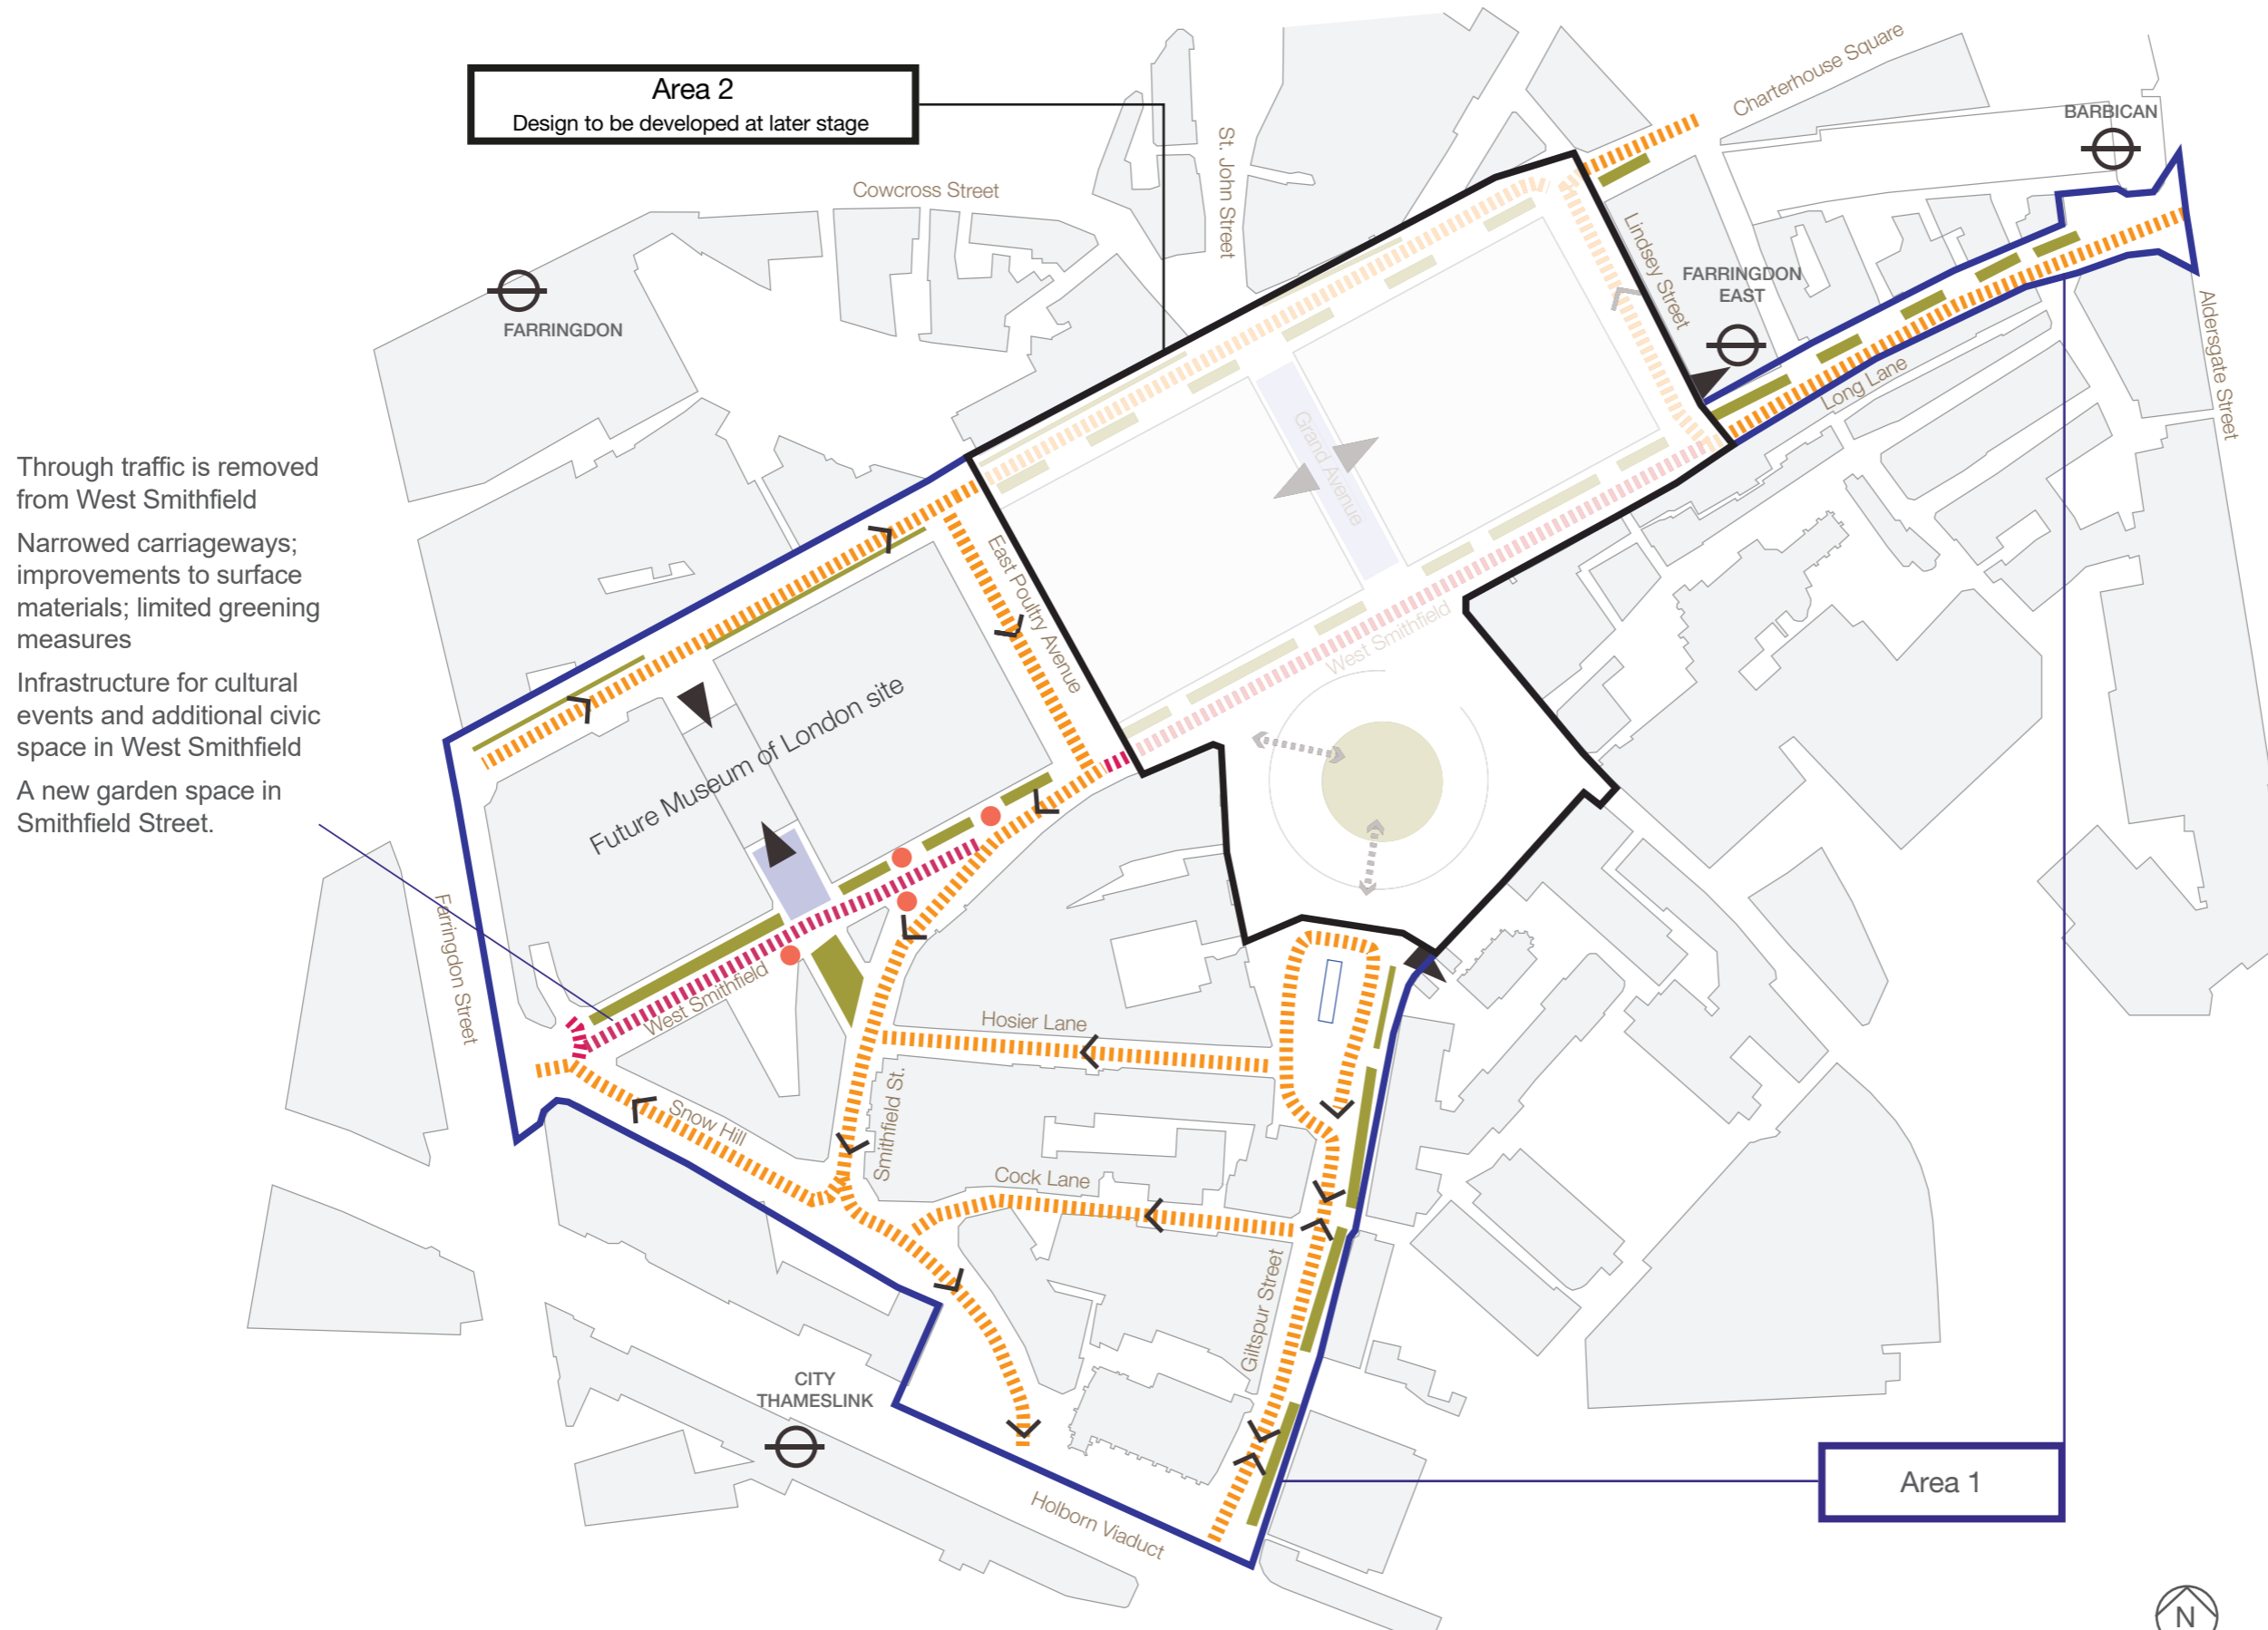 Area 2
Design to be developed at later stage
Charterhouse Square
BARBICAN
St. John Street
Cowcross Street
Lindsey Street
FARRINGDON
EAST
FARRINGDON
Aldersgate Street
Long Lane
Grand Avenue
Through traffic is removed
from West Smithfield
Narrowed carriageways;
improvements to surface
materials; limited greening
measures
Infrastructure for cultural
events and additional civic
space in West Smithfield
A new garden space in
Smithfield Street.
East Poultry Avenue
West Smithfield
Future Museum of London site
Farringdon Street
West Smithfield
Hosier Lane
Snow Hill
Smithfield St.
Cock Lane
Giltspur Street
CITY
THAMESLINK
Area 1
Holborn Viaduct
N